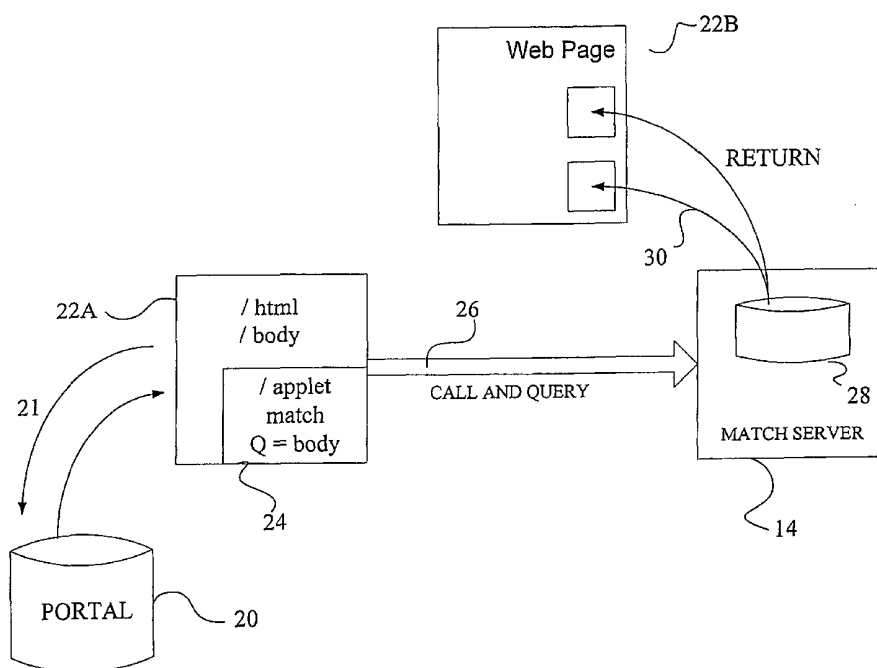 22B
Web Page
RETURN
30
22A
/ html
/ body
26
21
/ applet
match
Q = body
CALL AND QUERY
28
MATCH SERVER
24
14
PORTAL
20